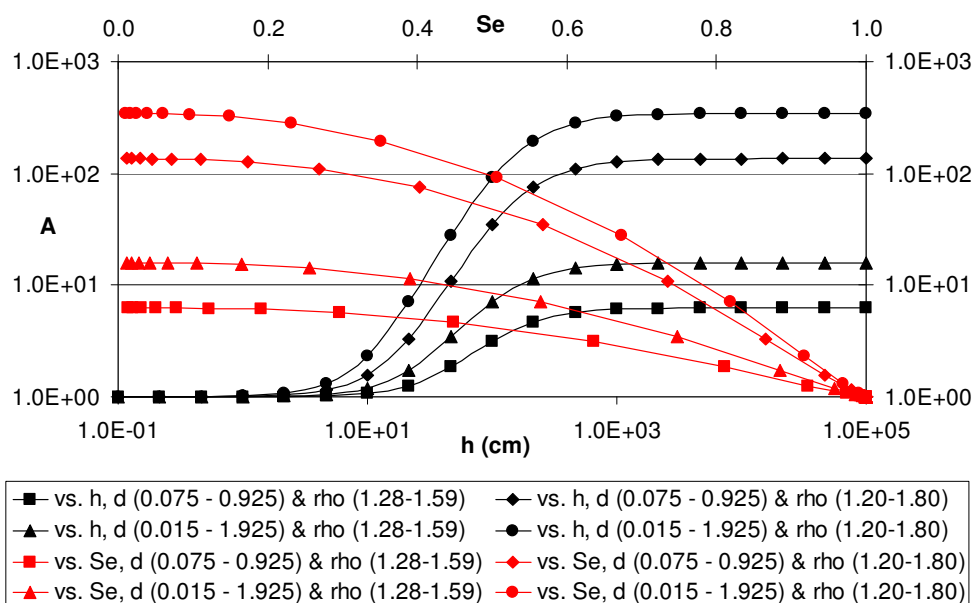 0.0 0.2 0.4 Se 0.6 0.8 1.0
1.0E+03 1.0E+03
1.0E+02 1.0E+02
A
1.0E+01 1.0E+01
1.0E+00 1.0E+00
1.0E-01 1.0E+01 h (cm) 1.0E+03 1.0E+05
vs. h, d (0.075 - 0.925) & rho (1.28-1.59) vs. h, d (0.075 - 0.925) & rho (1.20-1.80)
vs. h, d (0.015 - 1.925) & rho (1.28-1.59) vs. h, d (0.015 - 1.925) & rho (1.20-1.80)
vs. Se, d (0.075 - 0.925) & rho (1.28-1.59) vs. Se, d (0.075 - 0.925) & rho (1.20-1.80)
vs. Se, d (0.015 - 1.925) & rho (1.28-1.59) vs. Se, d (0.015 - 1.925) & rho (1.20-1.80)